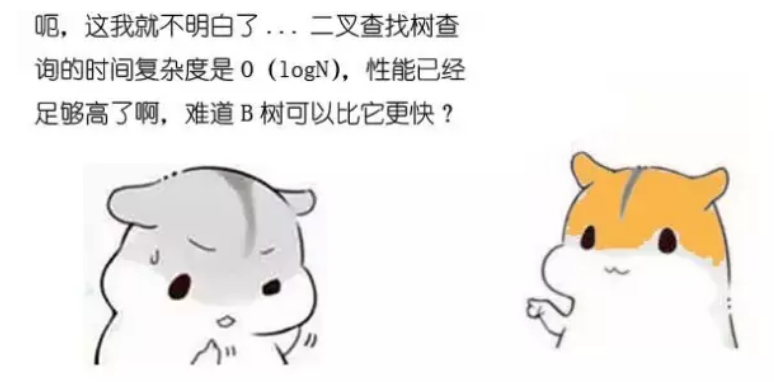 呃，这我就不明白了 ... 二叉查找树查
询的时间复杂度是 O（logN)，性能已经
足够高了啊，难道 B 树可以比它更快？